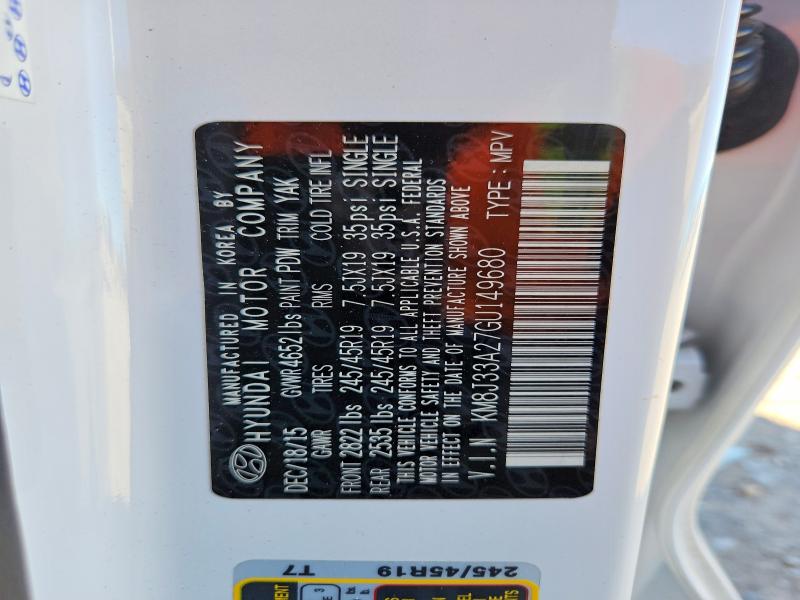 MANUFACTURED IN KOREA BY
HYUNDAI MOTOR COMPANY
DEC/18/15 GVWR 4652 lbs PAINT PDW TRIM YAK
GAWR TIRES RMS COLD TIRE INFL
FRONT 2822 lbs 245/45R19 7.5JX19 35psi SINGLE
REAR 2535 lbs 245/45R19 7.5JX19 35psi SINGLE
THIS VEHICLE CONFORMS TO ALL APPLICABLE U.S.A. FEDERAL
MOTOR VEHICLE SAFETY AND THEFT PREVENTION STANDARDS
IN EFFECT ON THE DATE OF MANUFACTURE SHOWN ABOVE
V.I.N KM8J33A27GU149680 TYPE : MPV
245/45R19 T7